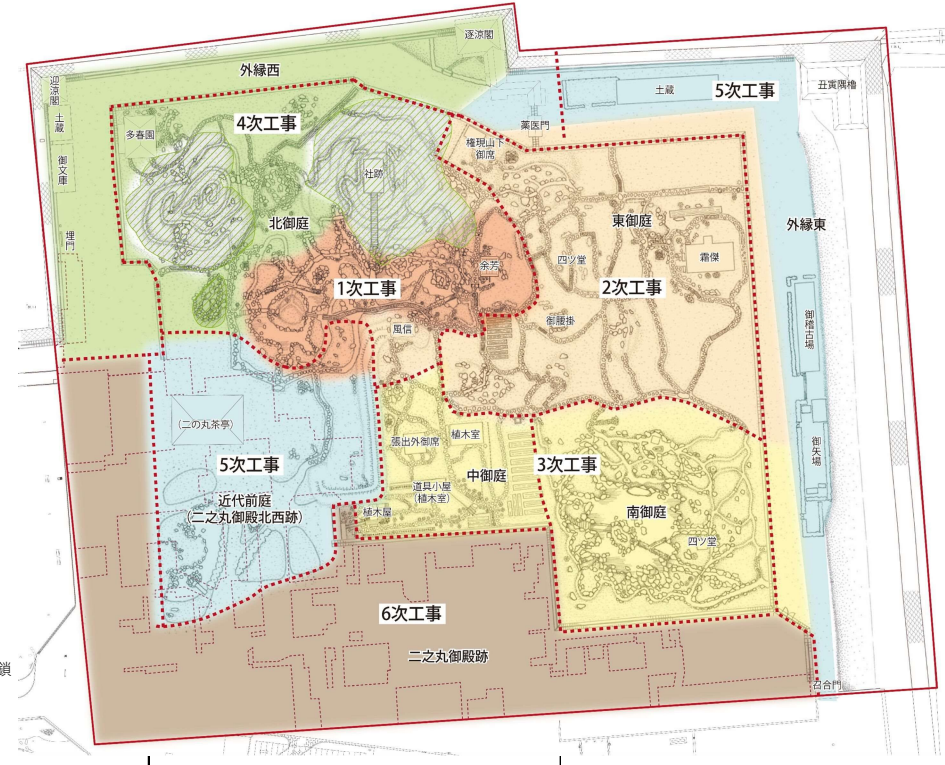 逐涼閣
外縁西
迎涼閣
土蔵
御文庫
埋門
多春園
4次工事
社跡
北御庭
権現山下
御席
薬医門
土蔵
5次工事
丑寅隅櫓
外縁東
東御庭
霜傑
四ツ堂
2次工事
余芳
1次工事
風信
御腰掛
御稽古場
御矢場
(二の丸茶亭)
5次工事
近代前庭
(二之丸御殿北西跡)
張出外御席
植木室
中御庭
道具小屋
(植木室)
植木屋
3次工事
南御庭
四ツ堂
6次工事
二之丸御殿跡
召合門
鎖